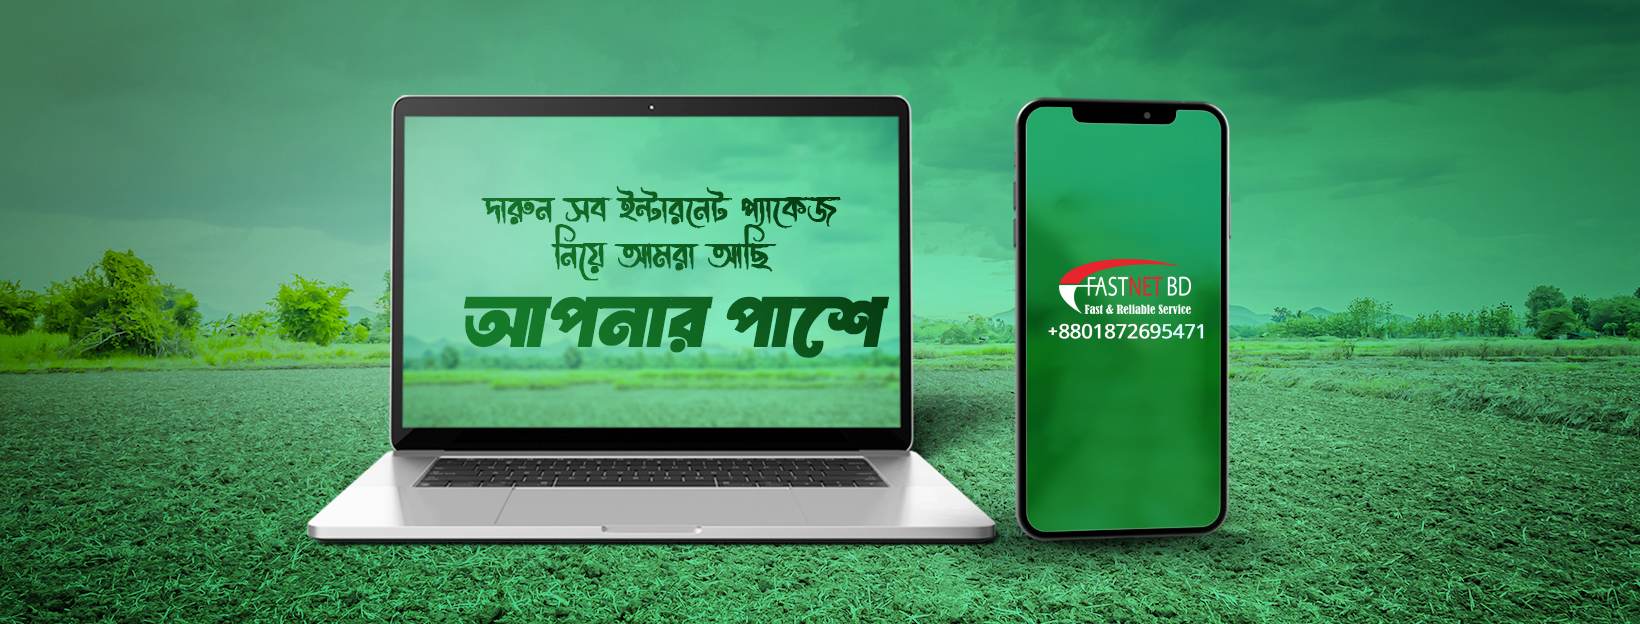 দারুন সব ইন্টারনেট প্যাকেজ
নিয়ে আমরা আছি
আপনার পাশে
FASTNET BD
Fast & Reliable Service
+8801872695471